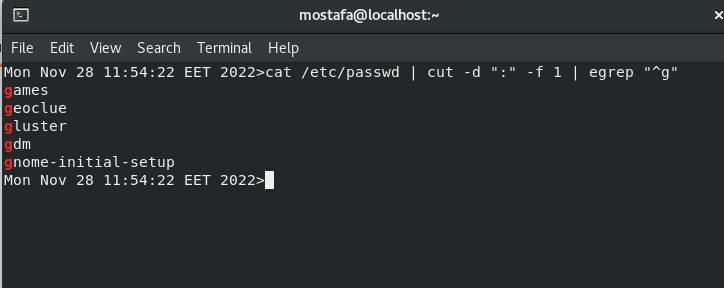 mostafa@localhost:~
File Edit View Search Terminal Help
Mon Nov 28 11:54:22 EET 2022>cat /etc/passwd | cut -d ":" -f 1 | egrep "^g"
games
geoclue
gluster
gdm
gnome-initial-setup
Mon Nov 28 11:54:22 EET 2022>